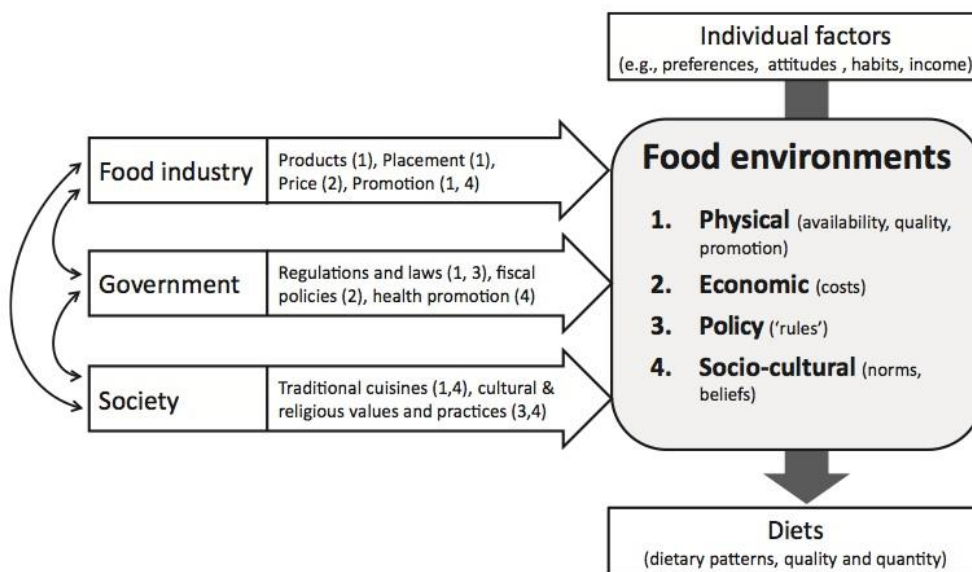 Individual factors
(e.g., preferences, attitudes , habits, income)
Food industry
Products (1), Placement (1),
Price (2), Promotion (1, 4)
Government
Regulations and laws (1, 3), fiscal
policies (2), health promotion (4)
Society
Traditional cuisines (1,4), cultural &
religious values and practices (3,4)
Food environments
1. Physical (availability, quality,
promotion)
2. Economic (costs)
3. Policy (‘rules’)
4. Socio-cultural (norms,
beliefs)
Diets
(dietary patterns, quality and quantity)